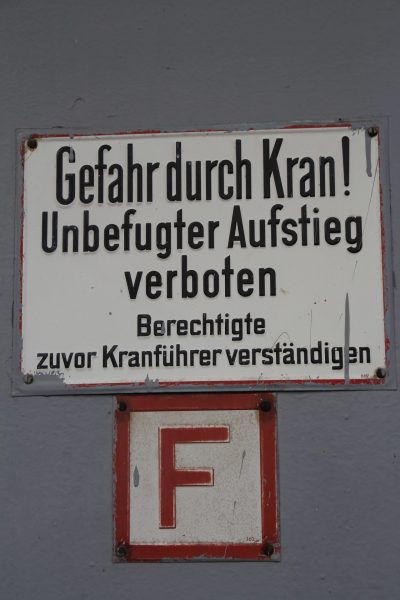 Gefahr durch Kran!
Unbefugter Aufstieg
verboten
Berechtigte
zuvor Kranführer verständigen
F